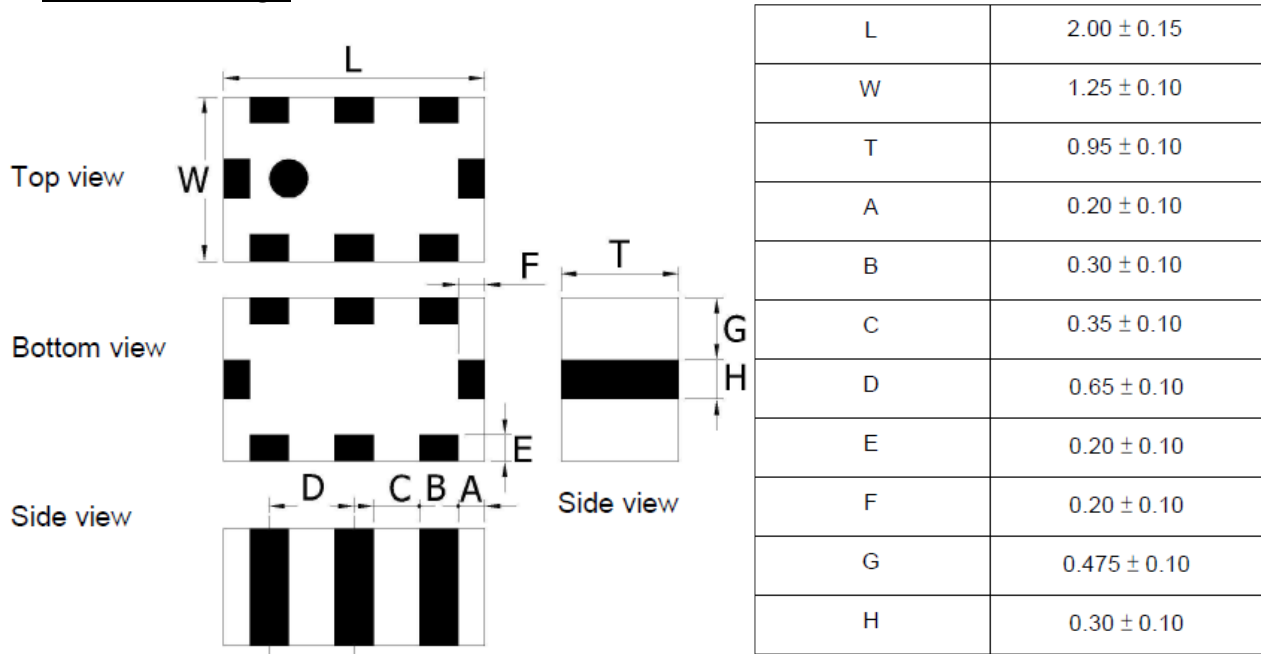 L
W
Top view
F
T
Bottom view
G
H
E
D C B A
Side view
Side view
L 2.00 ± 0.15
W 1.25 ± 0.10
T 0.95 ± 0.10
A 0.20 ± 0.10
B 0.30 ± 0.10
C 0.35 ± 0.10
D 0.65 ± 0.10
E 0.20 ± 0.10
F 0.20 ± 0.10
G 0.475 ± 0.10
H 0.30 ± 0.10